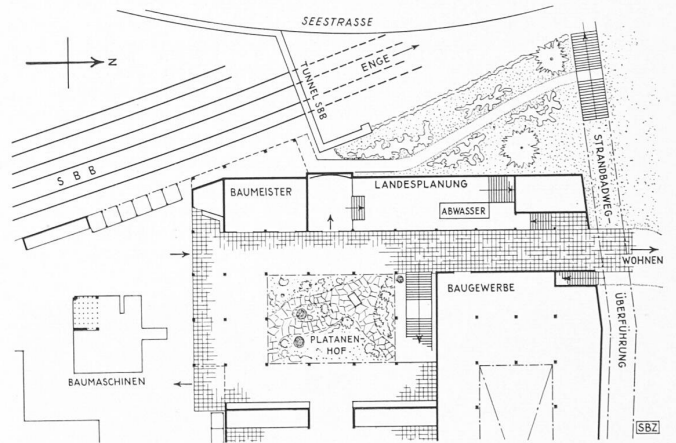 SEESTRASSE
N
TUNNEL SBB
ENGE
SBB
STRANDBADWEG-
BAUMEISTER
LANDESPLANUNG
ABWASSER
WOHNEN
BAUGEWERBE
ÜBERFÜHRUNG
PLATANEN-
HOF
BAUMASCHINEN
SBZ